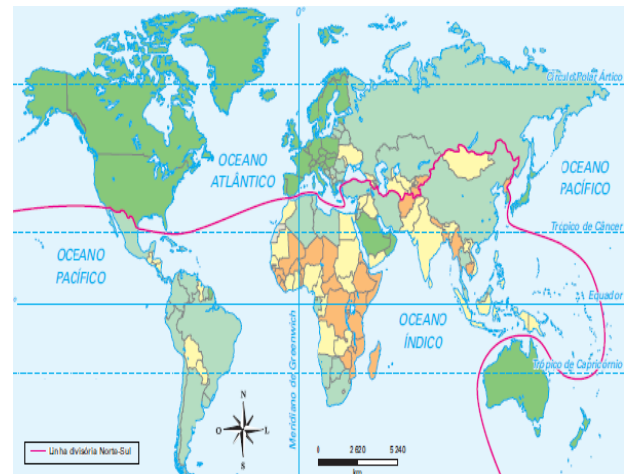 0°
Círculo Polar Ártico
OCEANO
ATLÂNTICO
OCEANO
PACÍFICO
Trópico de Câncer
OCEANO
PACÍFICO
Equador
OCEANO
ÍNDICO
Trópico de Capricórnio
Meridiano de Greenwich
N
O
L
S
Linha divisória Norte-Sul
0
2 620
5 240
km